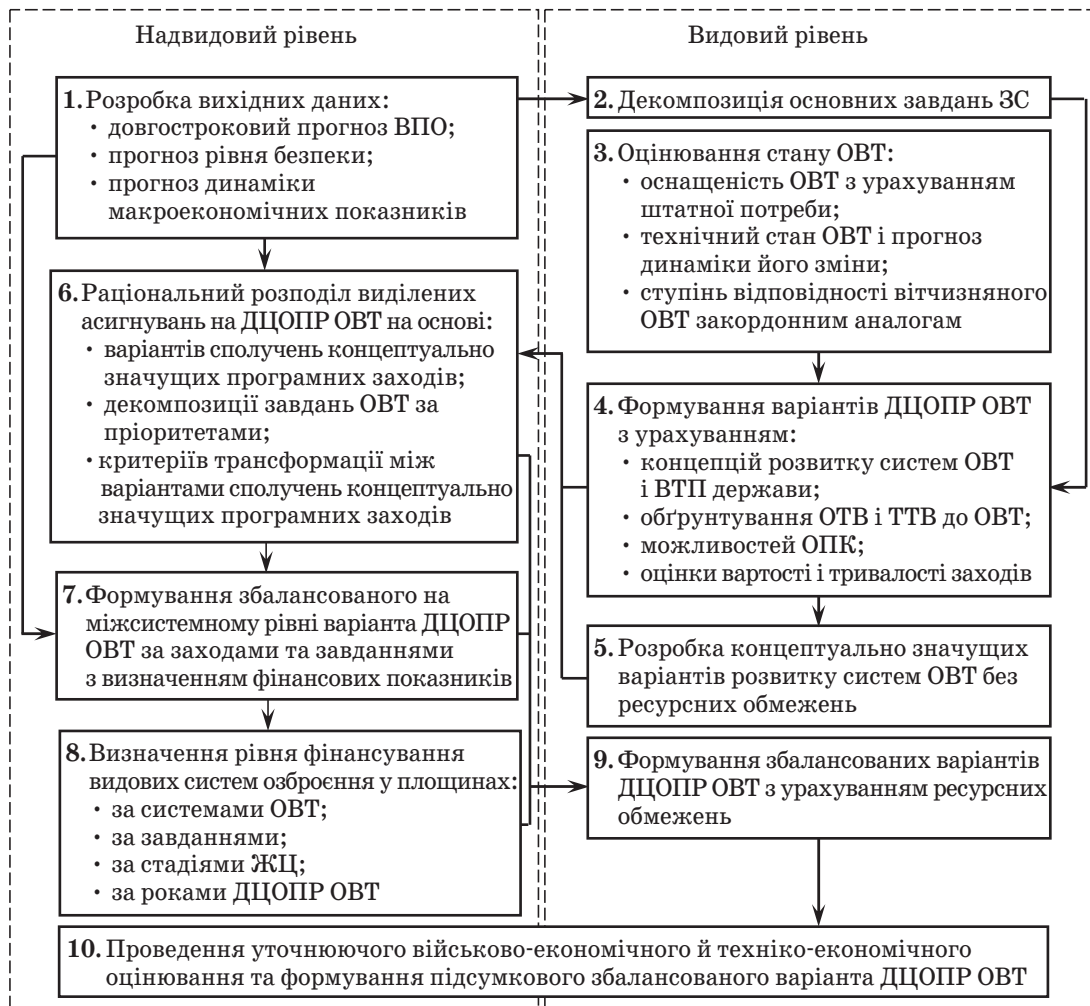 Надвидовий рівень
1. Розробка вихідних даних:
· довгостроковий прогноз ВПО;
· прогноз рівня безпеки;
· прогноз динаміки
макроекономічних показників
6. Раціональний розподіл виділених
асигнувань на ДЦОПР ОВТ на основі:
· варіантів сполучень концептуально
значущих програмних заходів;
· декомпозиції завдань ОВТ за
пріоритетами;
· критеріїв трансформації між
варіантами сполучень концептуально
значущих програмних заходів
7. Формування збалансованого на
міжсистемному рівні варіанта ДЦОПР
ОВТ за заходами та завданнями
з визначенням фінансових показників
8. Визначення рівня фінансування
видових систем озброєння у площинах:
· за системами ОВТ;
· за завданнями;
· за стадіями ЖЦ;
· за роками ДЦОПР ОВТ
Видовий рівень
2. Декомпозиція основних завдань ЗС
3. Оцінювання стану ОВТ:
· оснащеність ОВТ з урахуванням
штатної потреби;
· технічний стан ОВТ і прогноз
динаміки його зміни;
· ступінь відповідності вітчизняного
ОВТ закордонним аналогам
4. Формування варіантів ДЦОПР ОВТ
з урахуванням:
· концепцій розвитку систем ОВТ
і ВТП держави;
· обґрунтування ОТВ і ТТВ до ОВТ;
· можливостей ОПК;
· оцінки вартості і тривалості заходів
5. Розробка концептуально значущих
варіантів розвитку систем ОВТ без
ресурсних обмежень
9. Формування збалансованих варіантів
ДЦОПР ОВТ з урахуванням ресурсних
обмежень
10. Проведення уточнюючого військово-економічного й техніко-економічного
оцінювання та формування підсумкового збалансованого варіанта ДЦОПР ОВТ